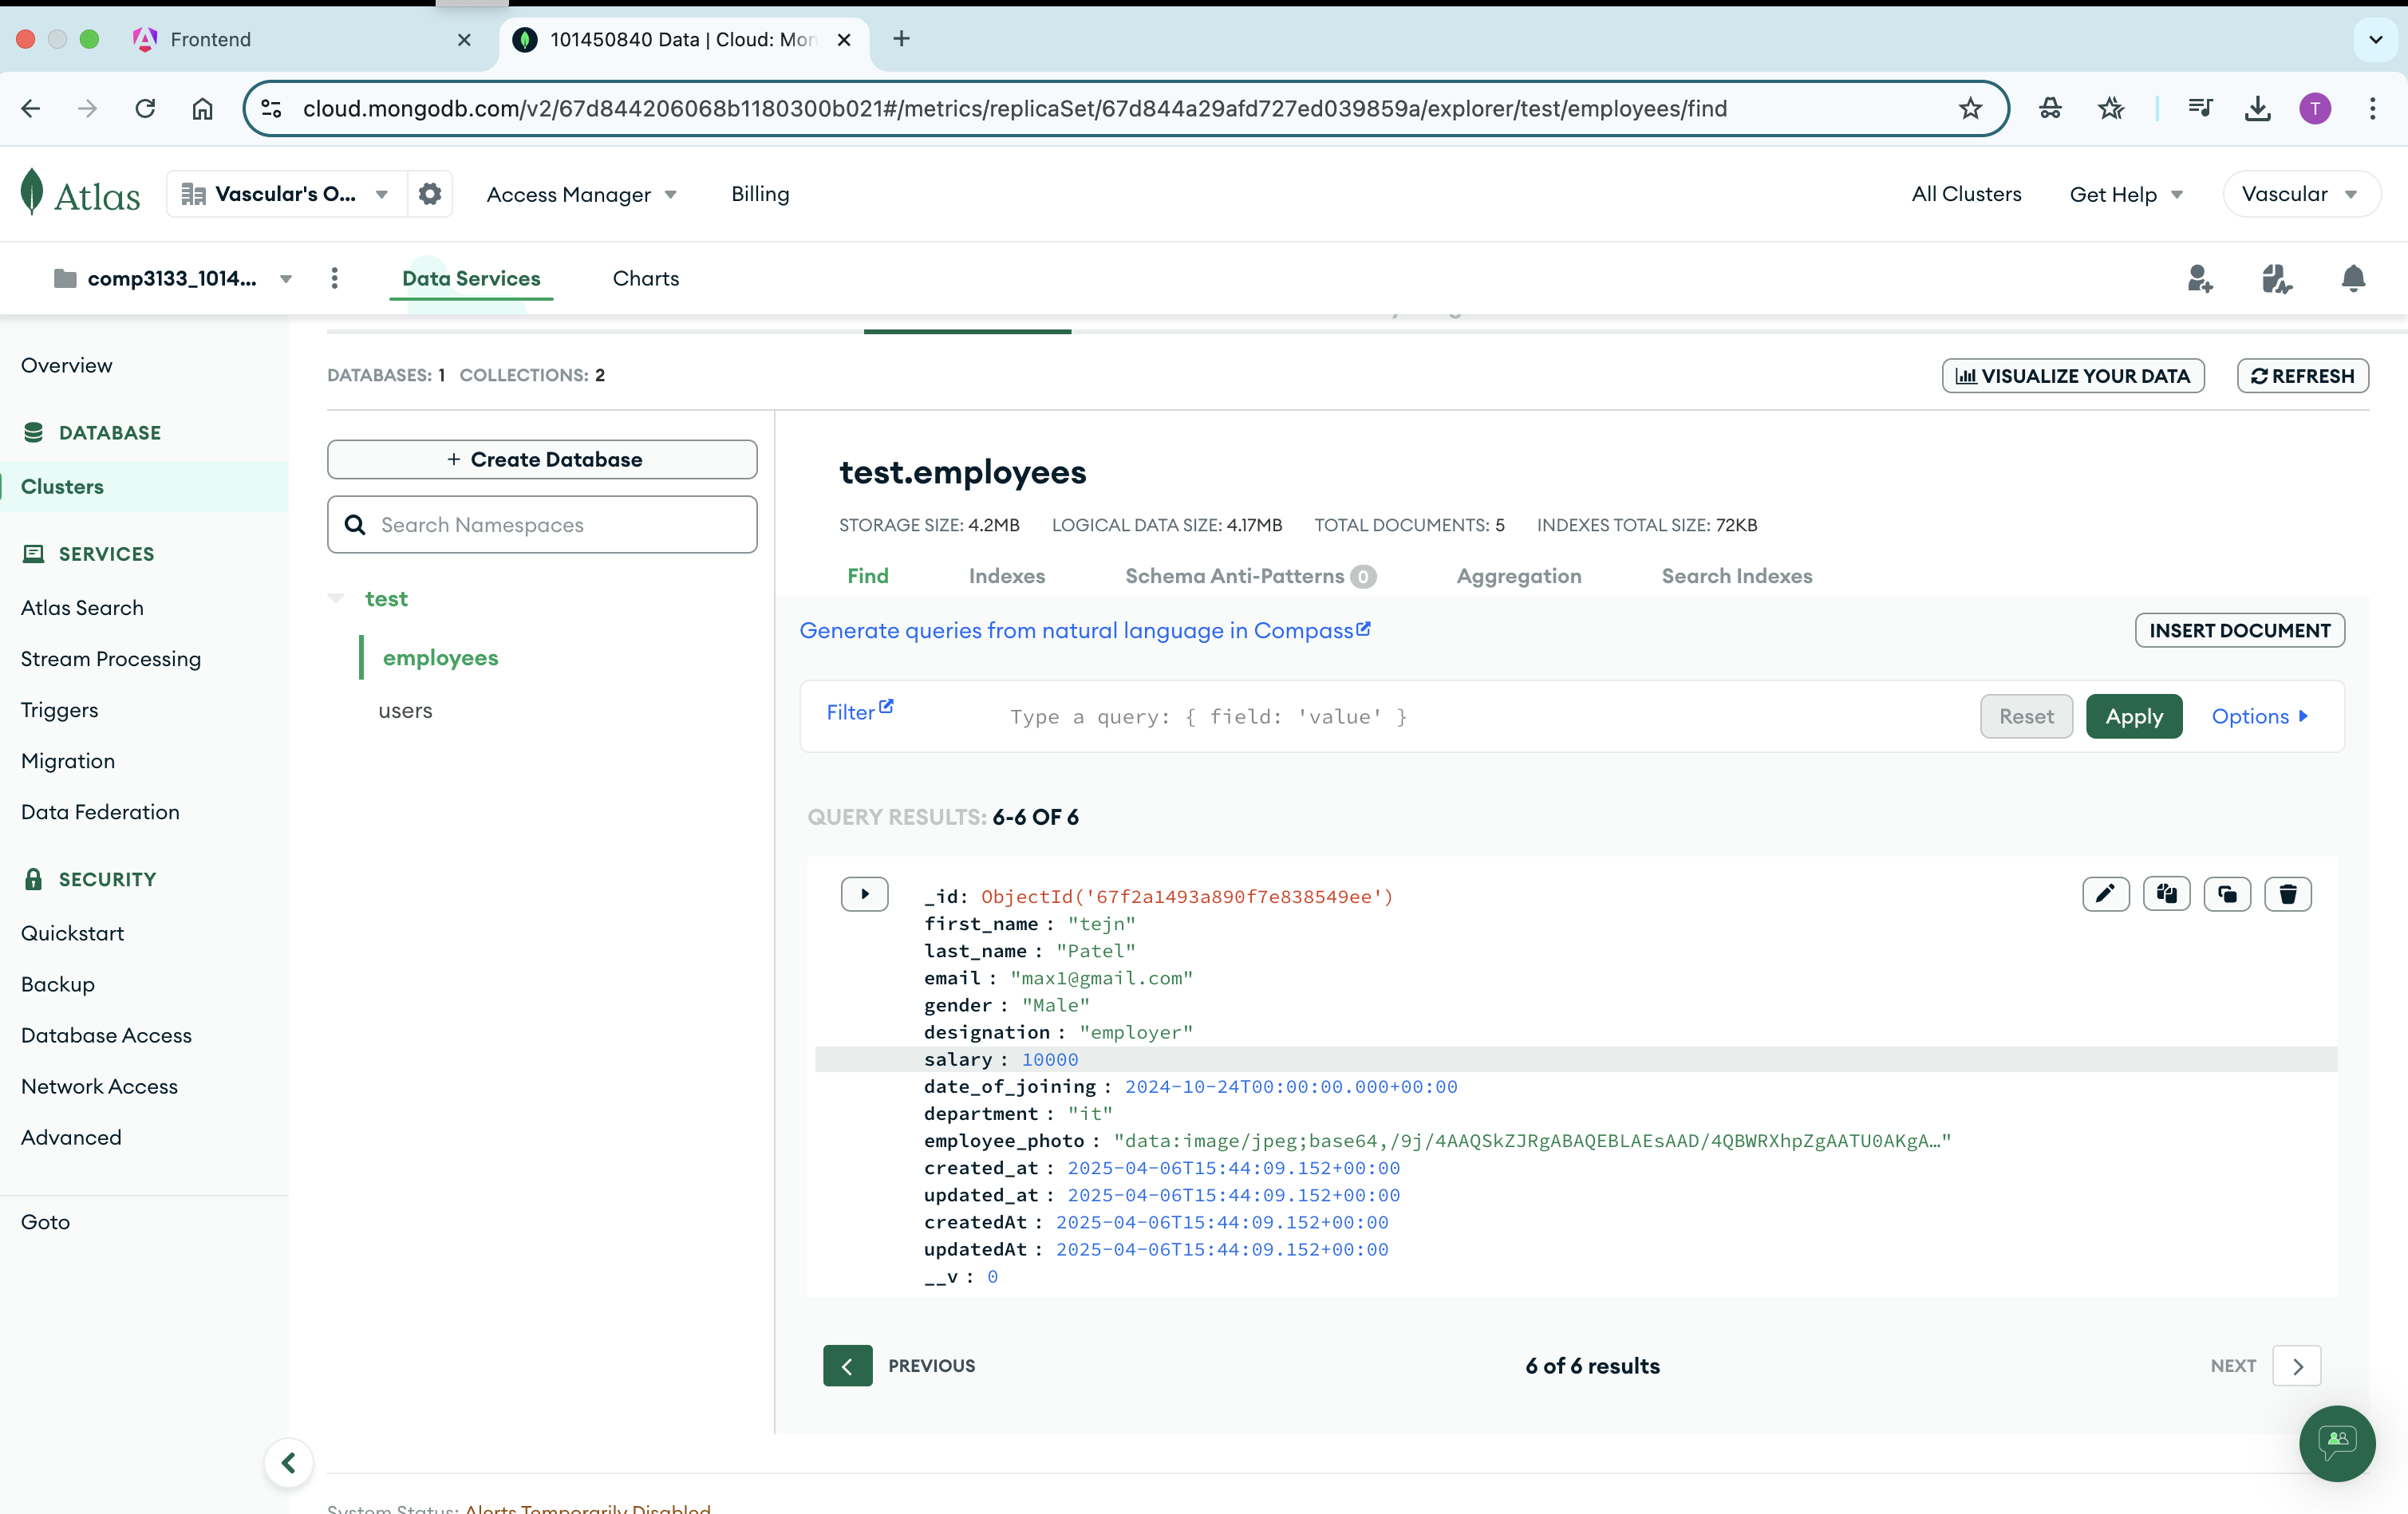 Frontend
101450840 Data | Cloud: Mon
cloud.mongodb.com/v2/67d844206068b1180300b021#/metrics/replicaSet/67d844a29afd727ed039859a/explorer/test/employees/find
T
Atlas
Vascular's O...
Access Manager
Billing
All Clusters
Get Help
Vascular
comp3133_1014...
Data Services
Charts
Overview
DATABASE
Clusters
SERVICES
Atlas Search
Stream Processing
Triggers
Migration
Data Federation
SECURITY
Quickstart
Backup
Database Access
Network Access
Advanced
Goto
DATABASES: 1 COLLECTIONS: 2
VISUALIZE YOUR DATA
REFRESH
+ Create Database
Search Namespaces
test
employees
users
test.employees
STORAGE SIZE: 4.2MB LOGICAL DATA SIZE: 4.17MB TOTAL DOCUMENTS: 5 INDEXES TOTAL SIZE: 72KB
Find Indexes Schema Anti-Patterns 0 Aggregation Search Indexes
Generate queries from natural language in Compass
INSERT DOCUMENT
Filter
Type a query: { field: 'value' }
Reset
Apply
Options
QUERY RESULTS: 6-6 OF 6
_id: ObjectId('67f2a1493a890f7e838549ee')
first_name : "tejn"
last_name : "Patel"
email : "max1@gmail.com"
gender : "Male"
designation : "employer"
salary : 10000
date_of_joining : 2024-10-24T00:00:00.000+00:00
department : "it"
employee_photo : "data:image/jpeg;base64,/9j/4AAQSkZJRgABAQEBLAEsAAD/4QBWRXhpZgAATU0AKgA…"
created_at : 2025-04-06T15:44:09.152+00:00
updated_at : 2025-04-06T15:44:09.152+00:00
createdAt : 2025-04-06T15:44:09.152+00:00
updatedAt : 2025-04-06T15:44:09.152+00:00
__v : 0
PREVIOUS
6 of 6 results
NEXT
System Status: Alerts Temporarily Disabled